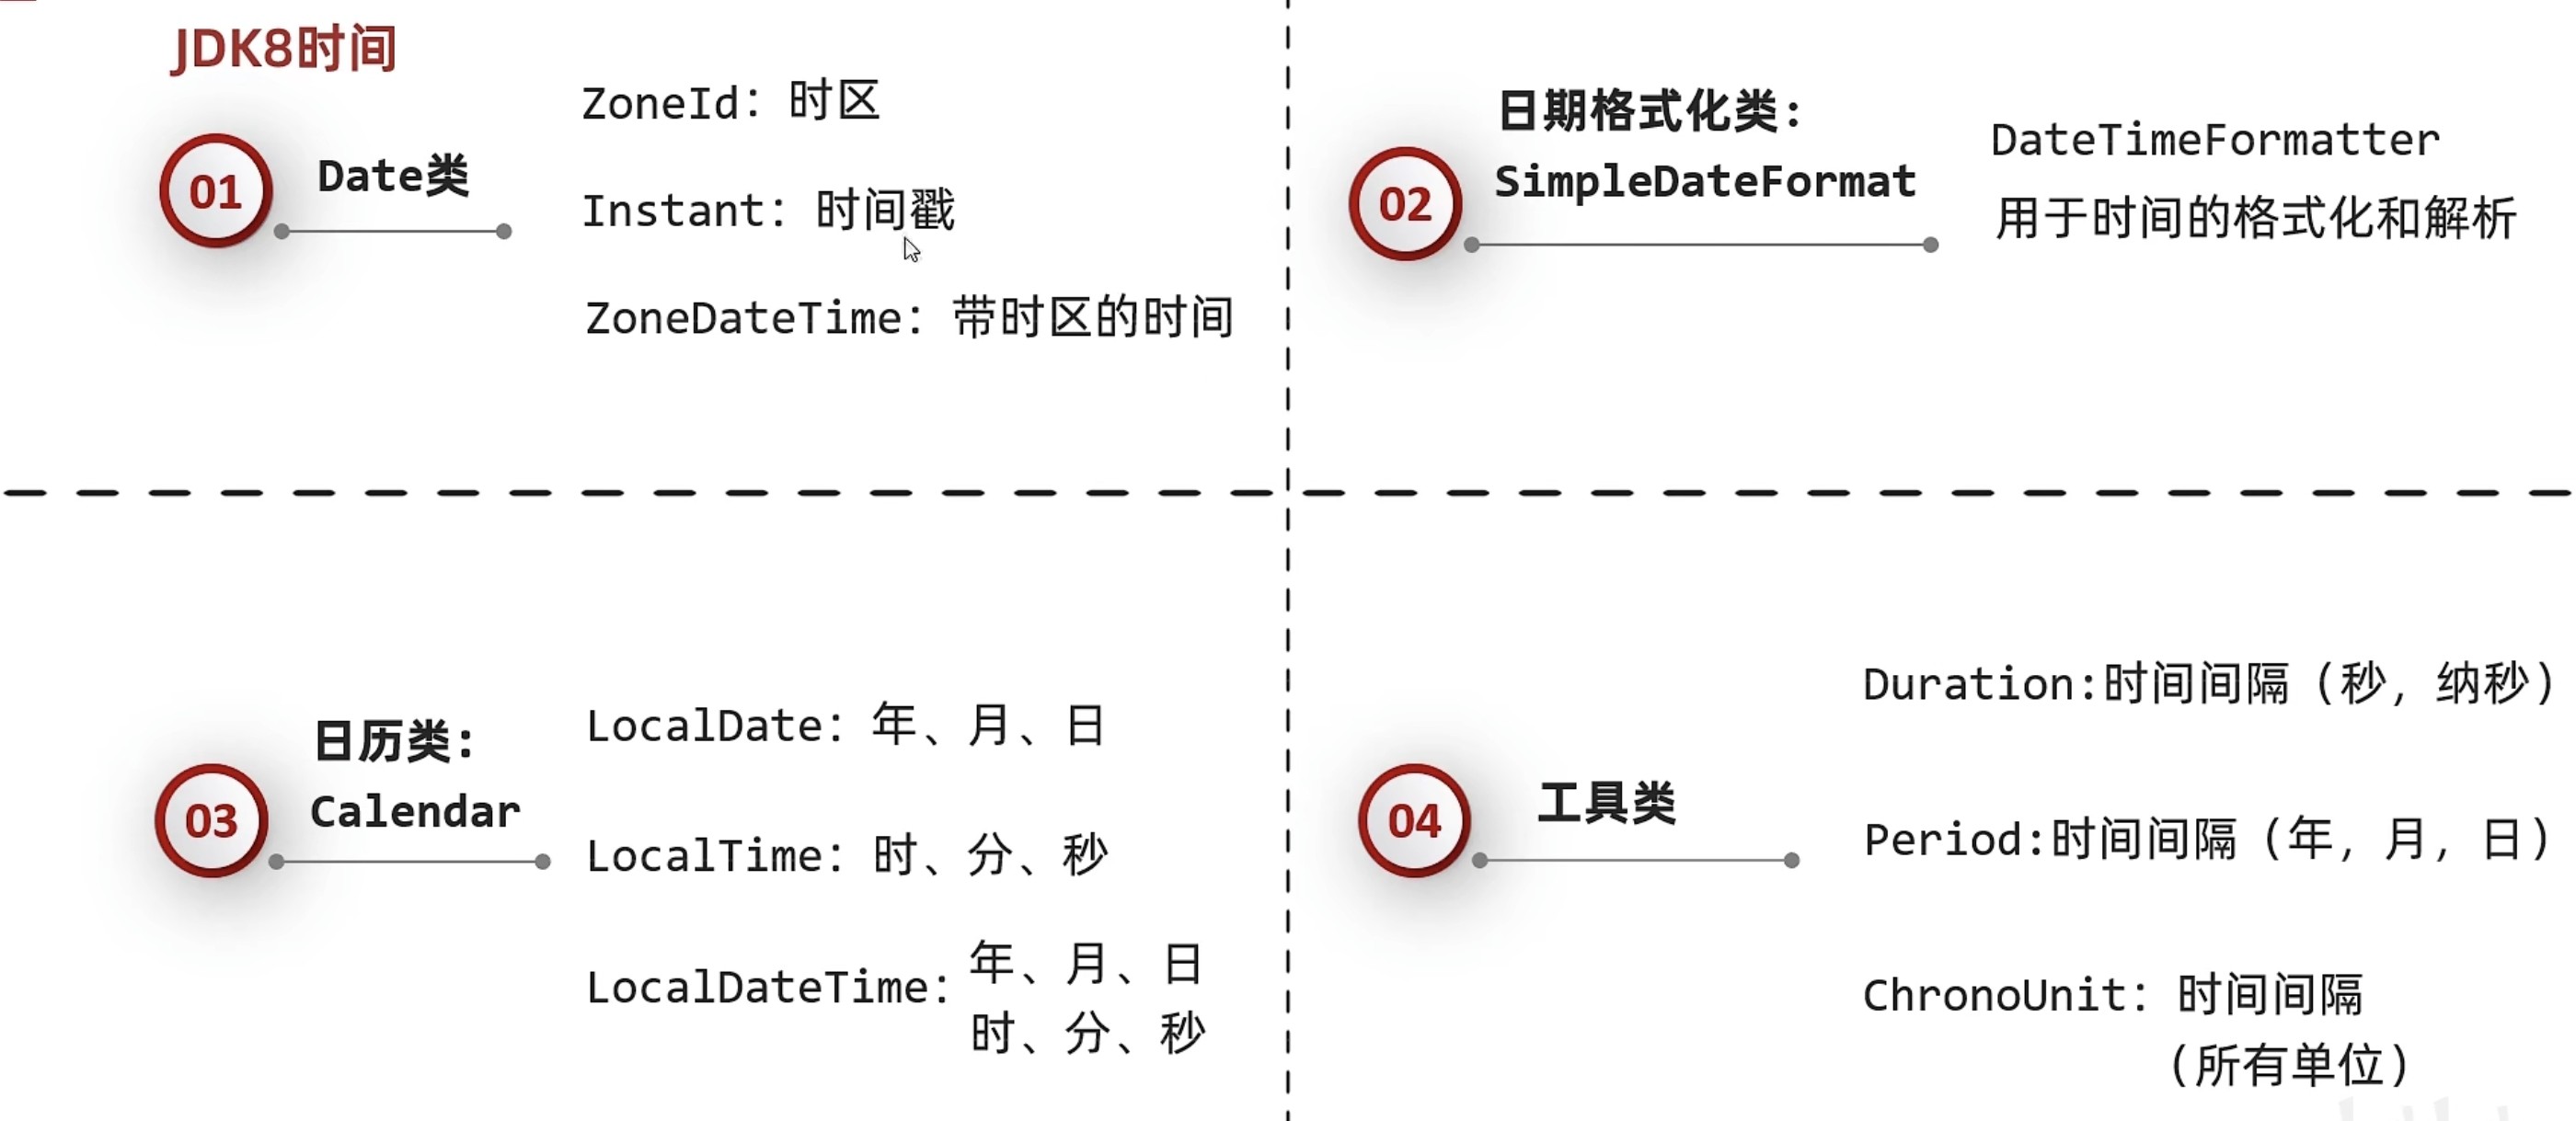 JDK8时间
01
Date类
ZoneId：时区
Instant：时间戳
ZoneDateTime：带时区的时间
02
日期格式化类：
SimpleDateFormat
DateTimeFormatter
用于时间的格式化和解析
03
日历类：
Calendar
LocalDate：年、月、日
LocalTime：时、分、秒
LocalDateTime：年、月、日
时、分、秒
04
工具类
Duration:时间间隔（秒，纳秒）
Period:时间间隔（年，月，日）
ChronoUnit：时间间隔
（所有单位）